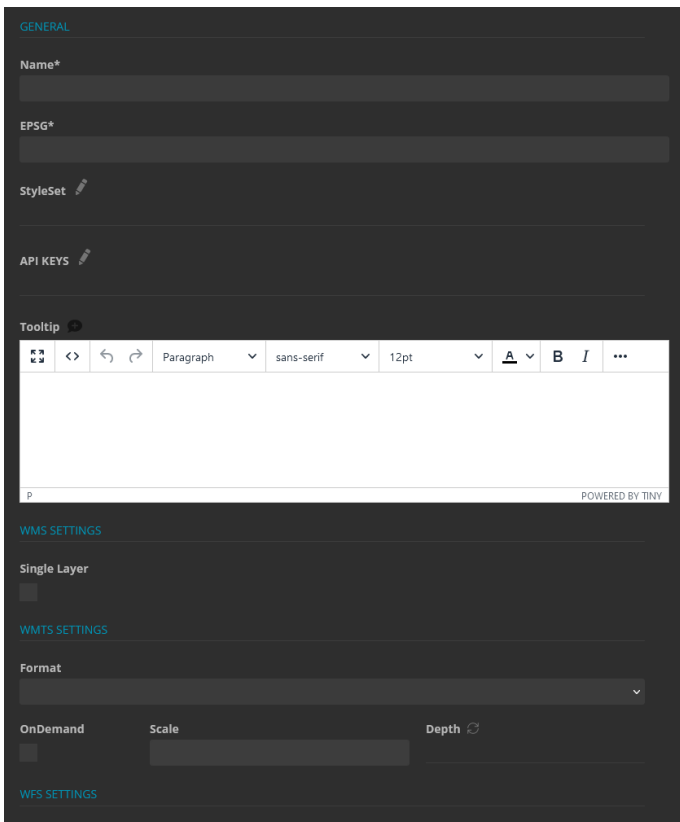 GENERAL
Name*
EPSG*
StyleSet
API KEYS
Tooltip
Paragraph sans-serif 12pt A B I
P POWERED BY TINY
WMS SETTINGS
Single Layer
WMTS SETTINGS
Format
OnDemand Scale Depth
WFS SETTINGS